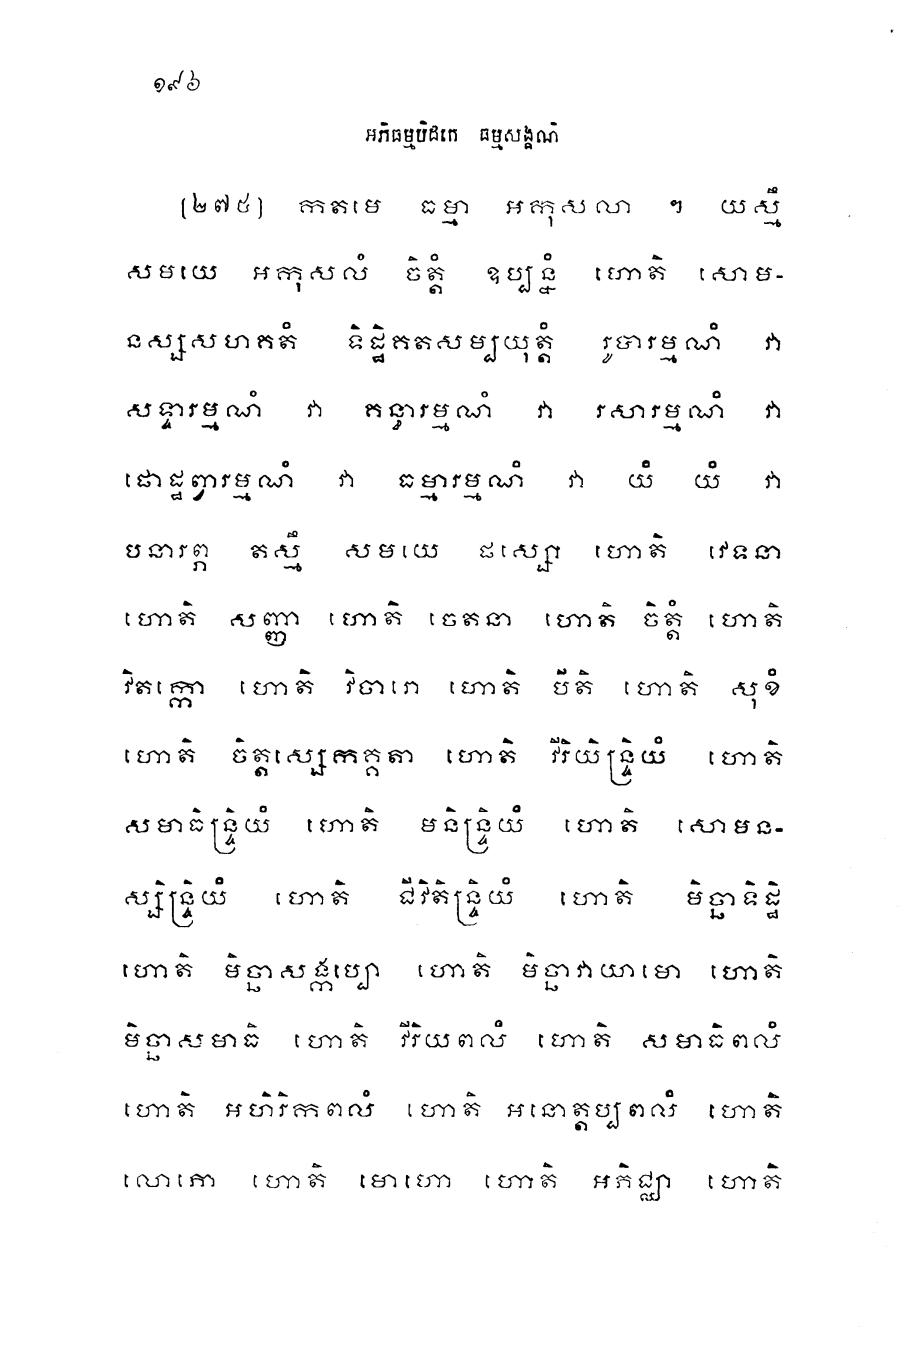 ១៩៦
អភិធម្មបិដកេ ធម្មសង្គណិ
[២៧៥] កតមេ ធម្មា អកុសលា ។ យស្មឹ
សមយេ អកុសលំ ចិត្តំ ឧប្បន្នំ ហោតិ សោម-
នស្សសហគតំ ទិដ្ឋិគតសម្បយុត្តំ រូបារម្មណំ វា
សទ្ទារម្មណំ វា គន្ធារម្មណំ វា រសារម្មណំ វា
ផោដ្ឋព្វារម្មណំ វា ធម្មារម្មណំ វា យំ យំ វា
បនារព្ភ តស្មឹ សមយេ ផស្សោ ហោតិ វេទនា
ហោតិ សញ្ញា ហោតិ ចេតនា ហោតិ ចិត្តំ ហោតិ
វិតក្កោ ហោតិ វិចារោ ហោតិ បីតិ ហោតិ សុខំ
ហោតិ ចិត្តស្សេកគ្គតា ហោតិ វីរិយិន្ទ្រិយំ ហោតិ
សមាធិន្ទ្រិយំ ហោតិ មនិន្ទ្រិយំ ហោតិ សោមន-
ស្សិន្ទ្រិយំ ហោតិ ជីវិតិន្ទ្រិយំ ហោតិ មិច្ឆាទិដ្ឋិ
ហោតិ មិច្ឆាសង្កប្បោ ហោតិ មិច្ឆាវាយាមោ ហោតិ
មិច្ឆាសមាធិ ហោតិ វីរិយពលំ ហោតិ សមាធិពលំ
ហោតិ អហិរិកពលំ ហោតិ អនោត្តប្បពលំ ហោតិ
លោភោ ហោតិ មោហោ ហោតិ អភិជ្ឈា ហោតិ